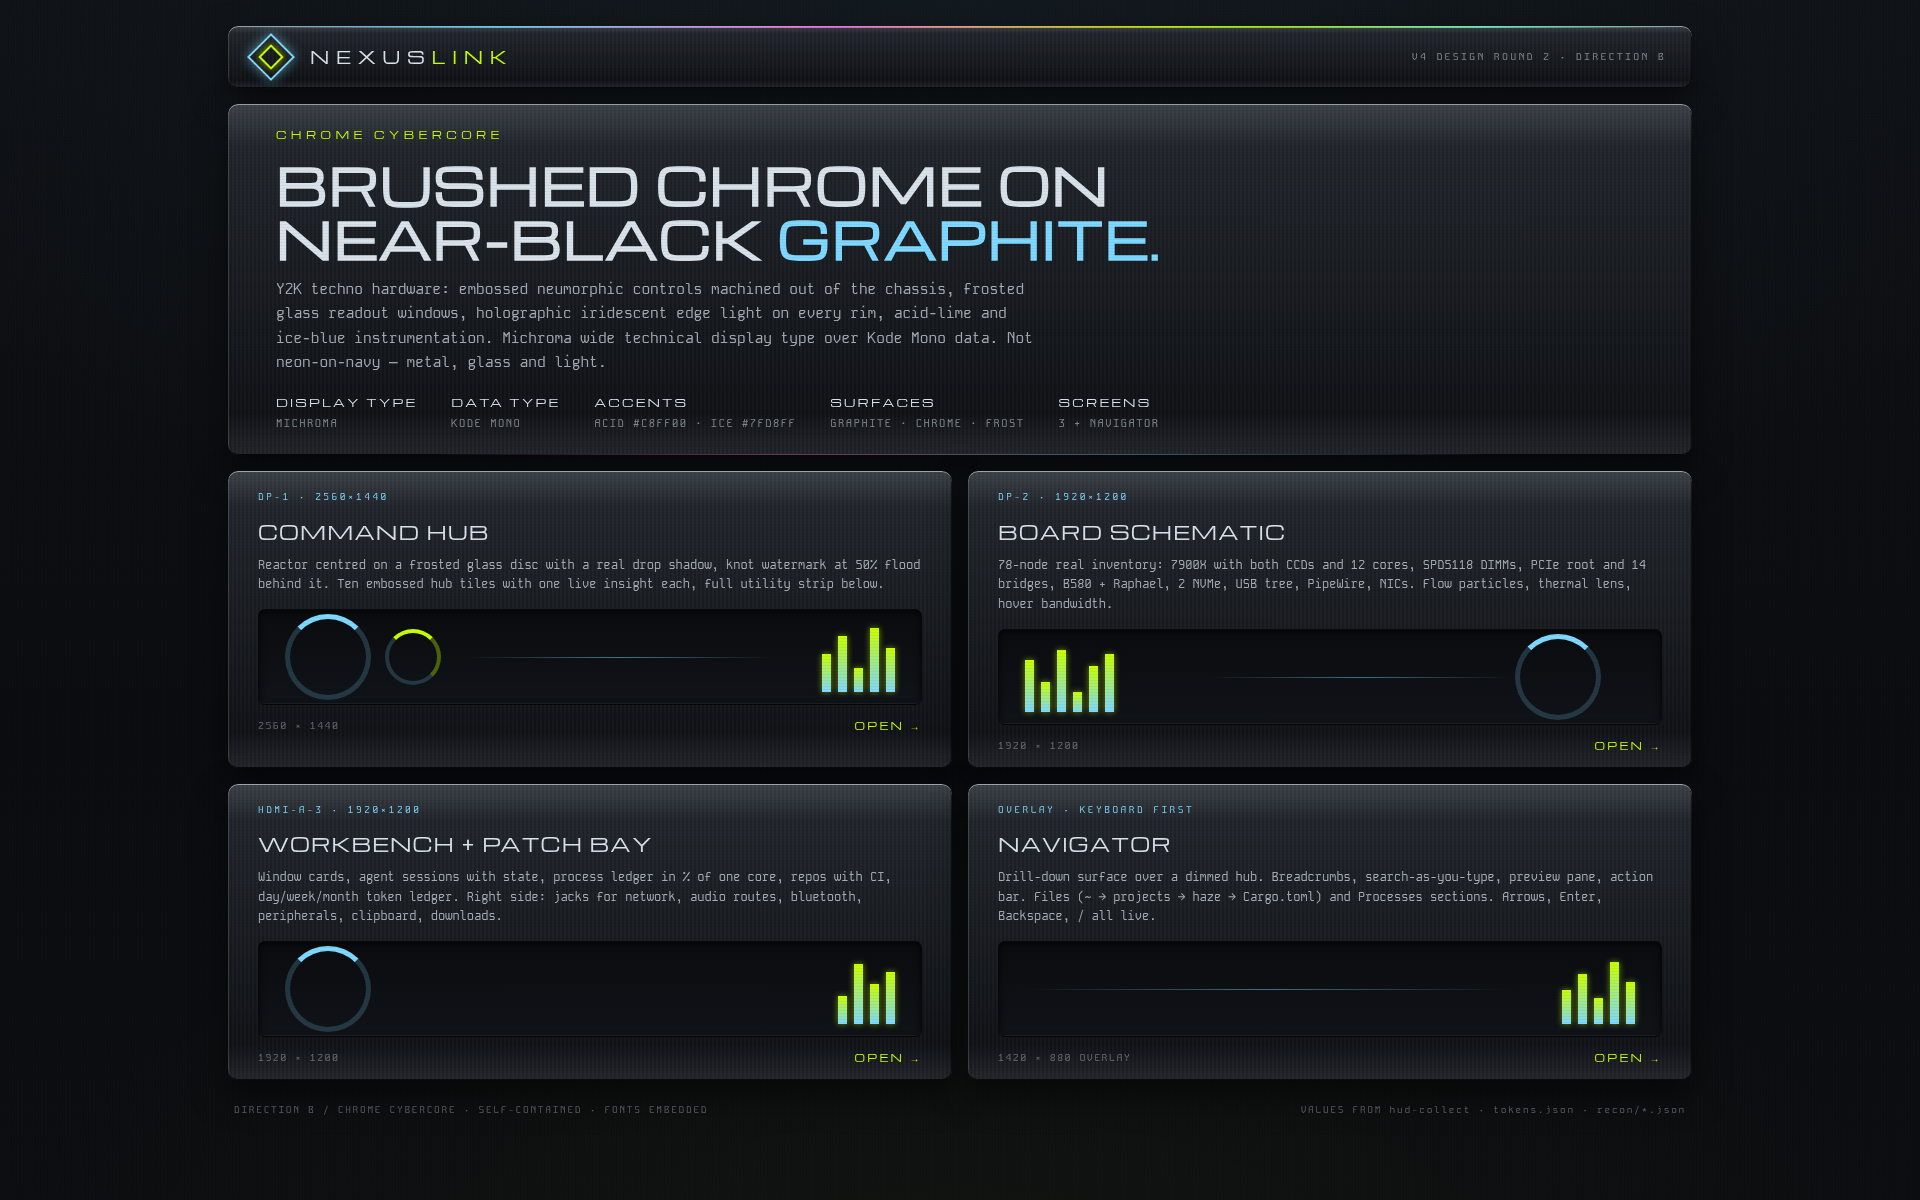 NEXUSLINK
V4 DESIGN ROUND 2 · DIRECTION B
CHROME CYBERCORE
BRUSHED CHROME ON
NEAR-BLACK GRAPHITE.
Y2K techno hardware: embossed neumorphic controls machined out of the chassis, frosted
glass readout windows, holographic iridescent edge light on every rim, acid-lime and
ice-blue instrumentation. Michroma wide technical display type over Kode Mono data. Not
neon-on-navy — metal, glass and light.
DISPLAY TYPE
MICHROMA
DATA TYPE
KODE MONO
ACCENTS
ACID #C8FF00 · ICE #7FD8FF
SURFACES
GRAPHITE · CHROME · FROST
SCREENS
3 + NAVIGATOR
DP-1 · 2560×1440
COMMAND HUB
Reactor centred on a frosted glass disc with a real drop shadow, knot watermark at 50% flood
behind it. Ten embossed hub tiles with one live insight each, full utility strip below.
2560 × 1440
OPEN →
DP-2 · 1920×1200
BOARD SCHEMATIC
78-node real inventory: 7900X with both CCDs and 12 cores, SPD5118 DIMMs, PCIe root and 14
bridges, B580 + Raphael, 2 NVMe, USB tree, PipeWire, NICs. Flow particles, thermal lens,
hover bandwidth.
1920 × 1200
OPEN →
HDMI-A-3 · 1920×1200
WORKBENCH + PATCH BAY
Window cards, agent sessions with state, process ledger in % of one core, repos with CI,
day/week/month token ledger. Right side: jacks for network, audio routes, bluetooth,
peripherals, clipboard, downloads.
1920 × 1200
OPEN →
OVERLAY · KEYBOARD FIRST
NAVIGATOR
Drill-down surface over a dimmed hub. Breadcrumbs, search-as-you-type, preview pane, action
bar. Files (~ → projects → haze → Cargo.toml) and Processes sections. Arrows, Enter,
Backspace, / all live.
1420 × 880 OVERLAY
OPEN →
DIRECTION B / CHROME CYBERCORE · SELF-CONTAINED · FONTS EMBEDDED
VALUES FROM hud-collect · tokens.json · recon/*.json